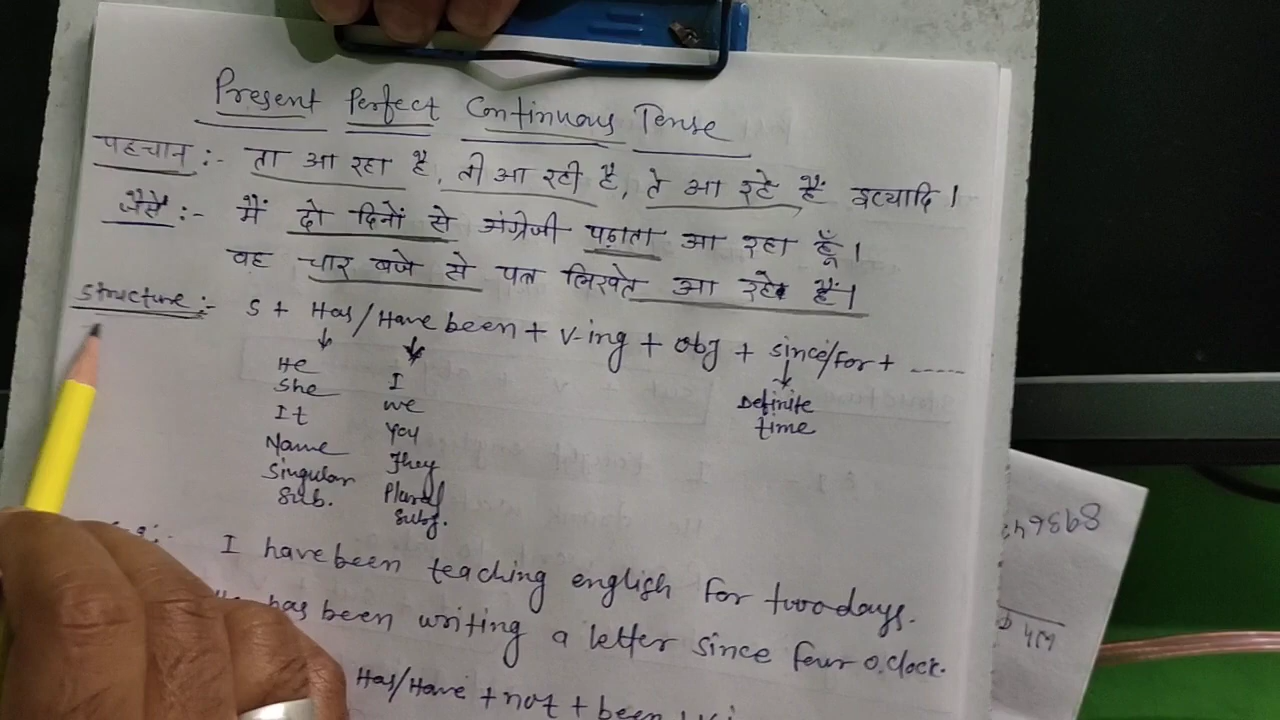 Present Perfect Continuous Tense
पहचान :- ता आ रहा है, ती आ रही है, ते आ रहे हैं इत्यादि ।
जैसे :- मैं दो दिनों से अंग्रेजी पढ़ाता आ रहा हूँ ।
वह चार बजे से पत्र लिखते आ रहे हैं ।
Structure :- S + Has/Have been + v-ing + obj + since/for + -----
He
She
It
Name
Singular
Sub.
I
we
You
They
Plural
Subj.
Definite
time
e.g:- I have been teaching english for two days.
He has been writing a letter since four o,clock.
Has/Have + not + been +